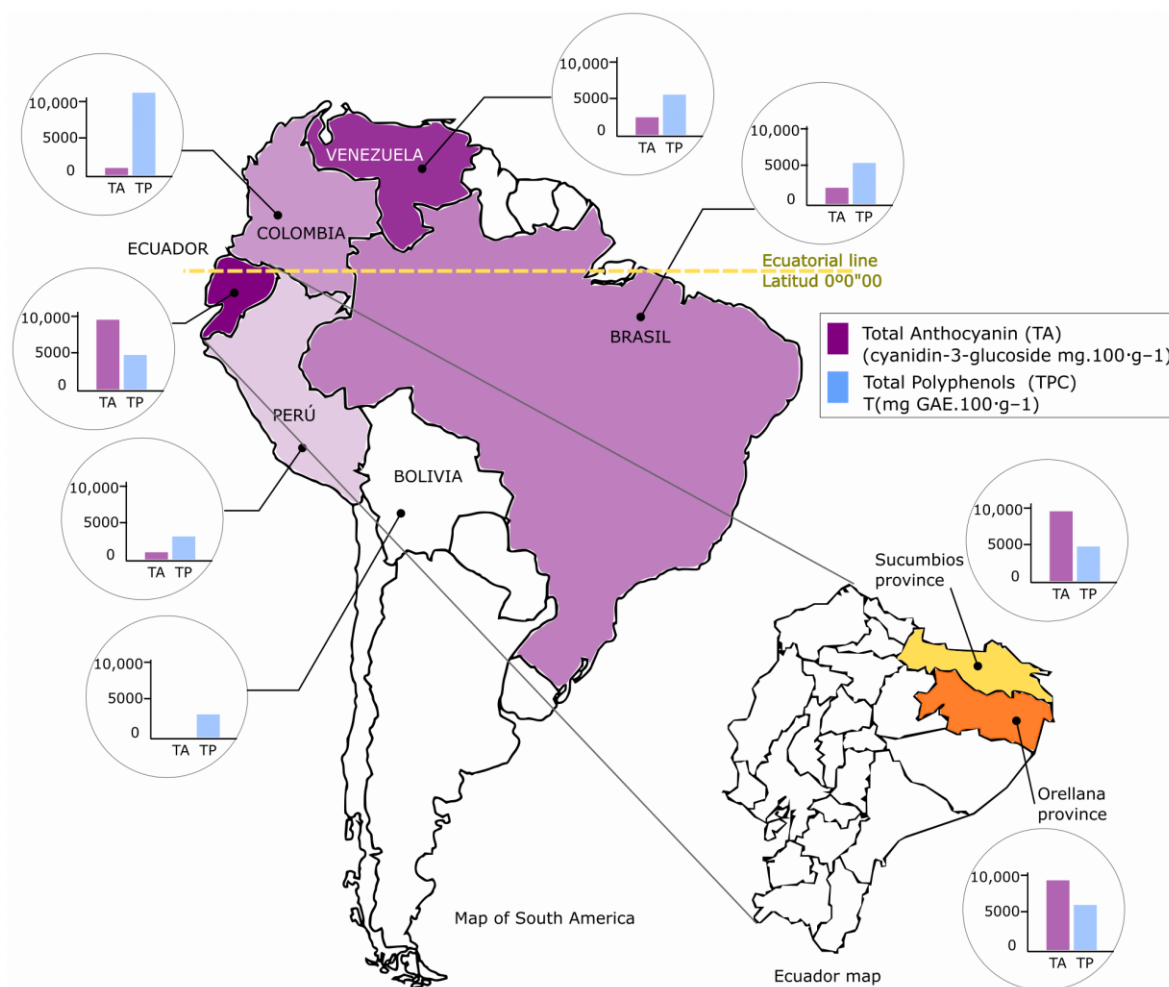 10,000
5000
0
TA TP
10,000
5000
0
TA TP
10,000
5000
0
TA TP
VENEZUELA
COLOMBIA
ECUADOR
Ecuatorial line
Latitud 0º0"00
10,000
5000
0
TA TP
BRASIL
Total Anthocyanin (TA)
(cyanidin-3-glucoside mg.100·g–1)
Total Polyphenols (TPC)
T(mg GAE.100·g–1)
PERÚ
BOLIVIA
10,000
5000
0
TA TP
10,000
5000
0
TA TP
Sucumbios
province
10,000
5000
0
TA TP
Orellana
province
10,000
5000
0
TA TP
Map of South America
Ecuador map